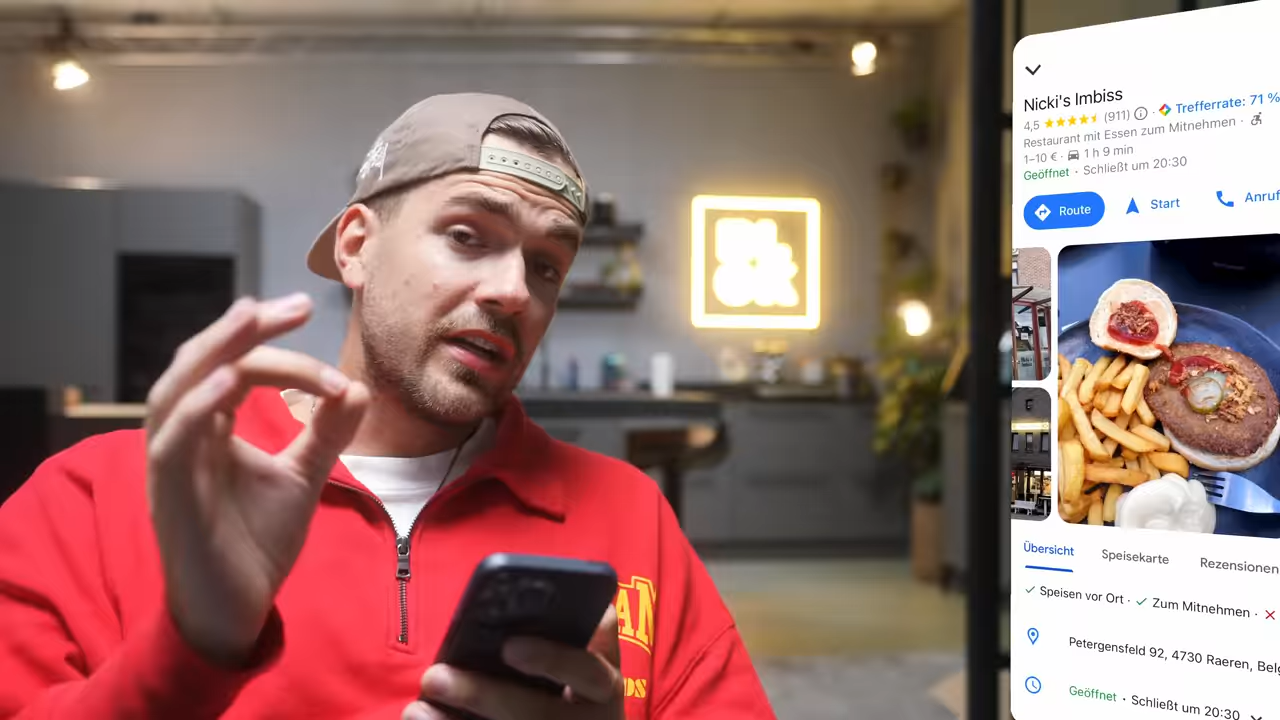 Nicki's Imbiss
4,5 (911) · Trefferrate: 71 %
Restaurant mit Essen zum Mitnehmen ·
1–10 € · 1 h 9 min
Geöffnet · Schließt um 20:30
Route
Start
Anruf
Übersicht
Speisekarte
Rezensionen
Speisen vor Ort · Zum Mitnehmen ·
Petergensfeld 92, 4730 Raeren, Belg
Geöffnet · Schließt um 20:30